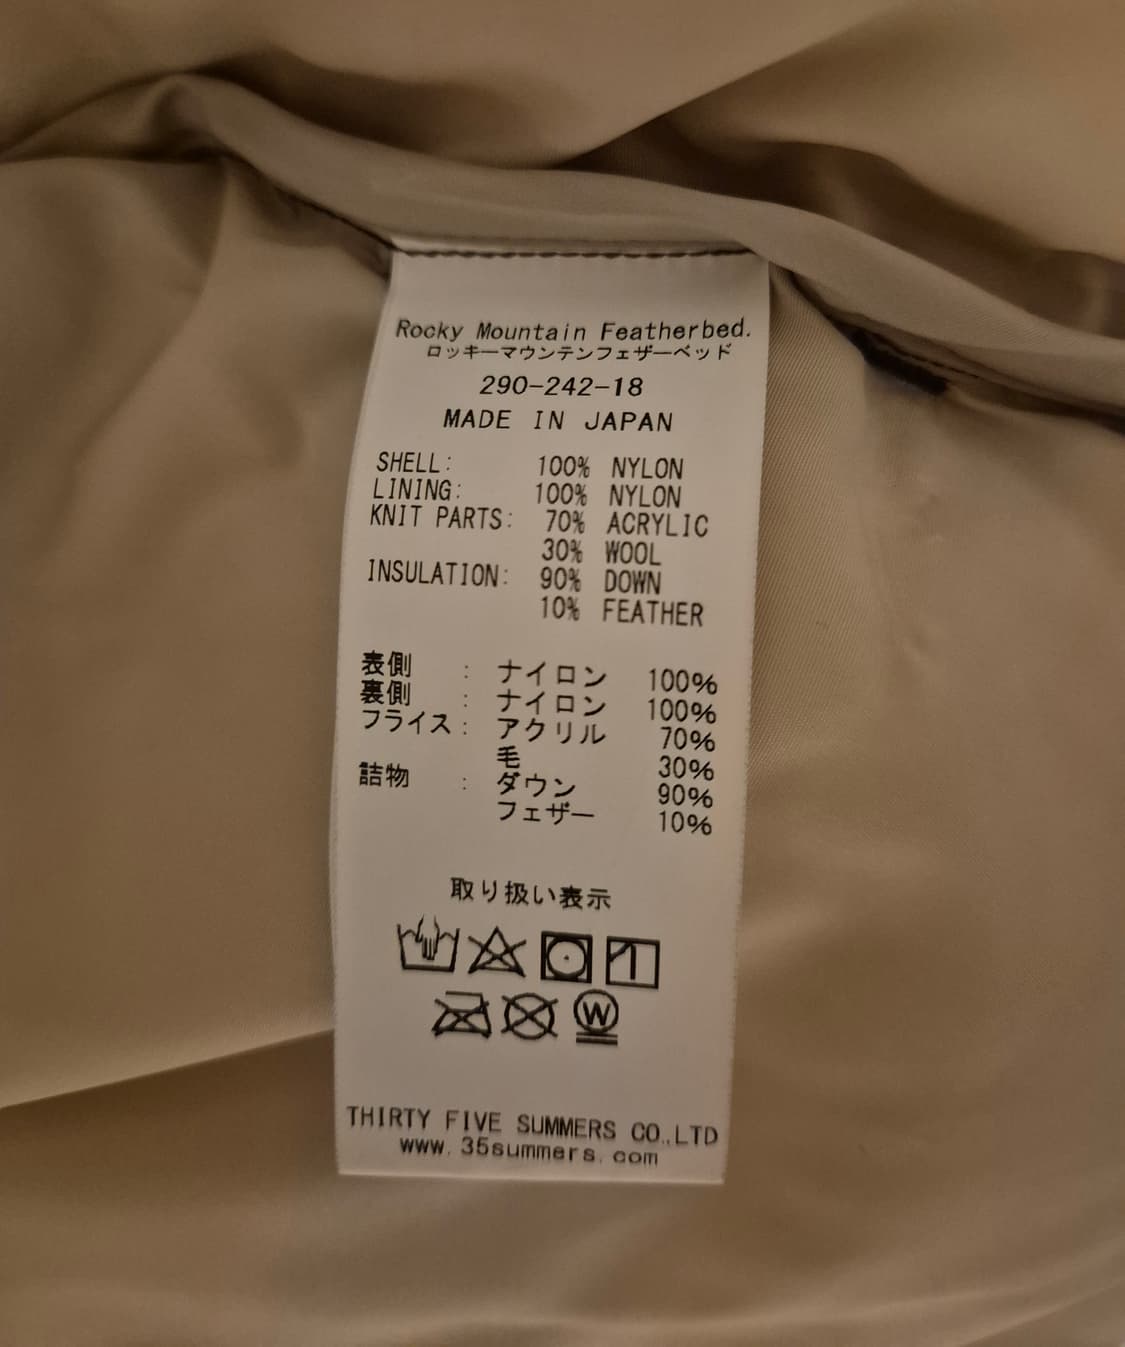 Rocky Mountain Featherbed.
ロッキーマウンテンフェザーベッド
290-242-18
MADE IN JAPAN
SHELL: 100% NYLON
LINING: 100% NYLON
KNIT PARTS: 70% ACRYLIC
30% WOOL
INSULATION: 90% DOWN
10% FEATHER
表側 : ナイロン 100%
裏側 : ナイロン 100%
フライス : アクリル 70%
毛 30%
詰物 : ダウン 90%
フェザー 10%
取り扱い表示
W
THIRTY FIVE SUMMERS CO.,LTD
www.35summers.com